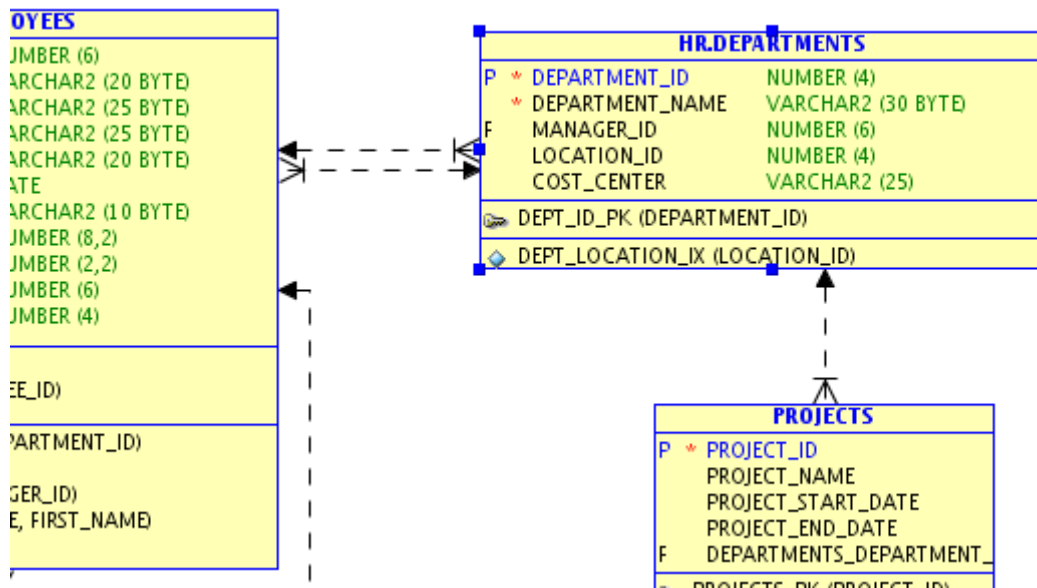 OYEES
UMBER (6)
ARCHAR2 (20 BYTE)
ARCHAR2 (25 BYTE)
ARCHAR2 (25 BYTE)
ARCHAR2 (20 BYTE)
ATE
ARCHAR2 (10 BYTE)
UMBER (8,2)
UMBER (2,2)
UMBER (6)
UMBER (4)
EE_ID)
PARTMENT_ID)
GER_ID)
E, FIRST_NAME)
HR.DEPARTMENTS
P * DEPARTMENT_ID NUMBER (4)
* DEPARTMENT_NAME VARCHAR2 (30 BYTE)
F MANAGER_ID NUMBER (6)
LOCATION_ID NUMBER (4)
COST_CENTER VARCHAR2 (25)
DEPT_ID_PK (DEPARTMENT_ID)
DEPT_LOCATION_IX (LOCATION_ID)
PROJECTS
P * PROJECT_ID
PROJECT_NAME
PROJECT_START_DATE
PROJECT_END_DATE
F DEPARTMENTS_DEPARTMENT_
PROJECTS_PK (PROJECT_ID)